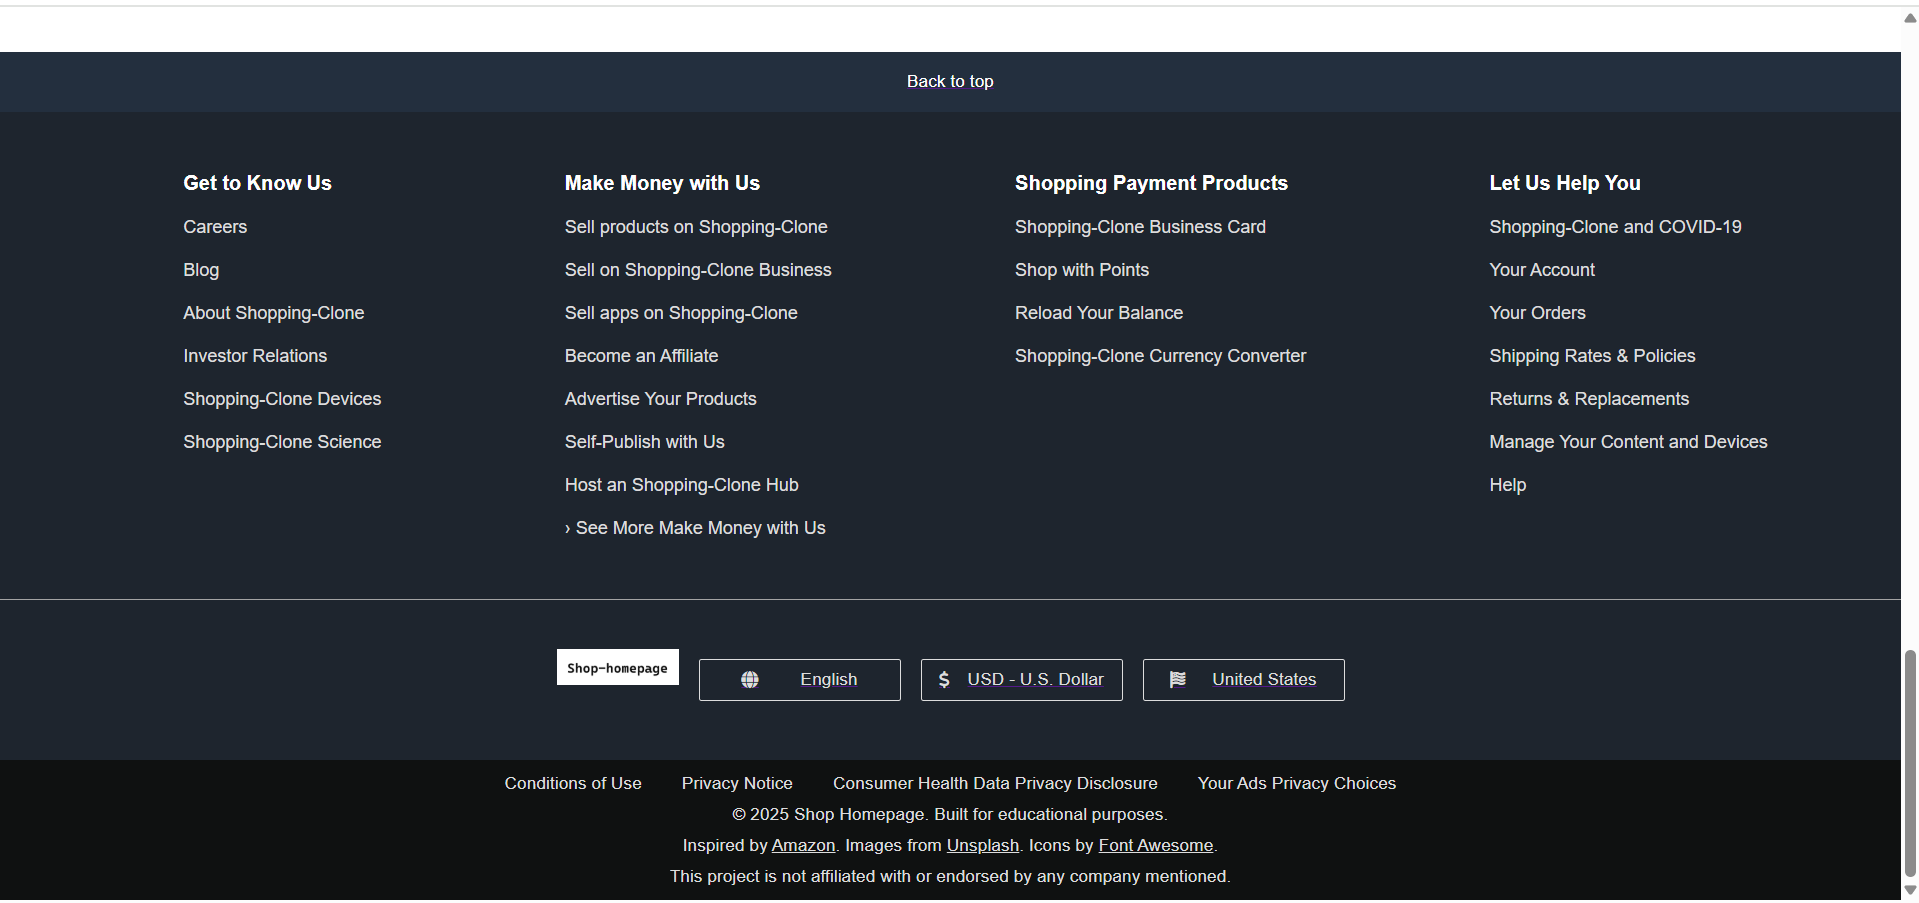 Back to top
Get to Know Us
Careers
Blog
About Shopping-Clone
Investor Relations
Shopping-Clone Devices
Shopping-Clone Science
Make Money with Us
Sell products on Shopping-Clone
Sell on Shopping-Clone Business
Sell apps on Shopping-Clone
Become an Affiliate
Advertise Your Products
Self-Publish with Us
Host an Shopping-Clone Hub
› See More Make Money with Us
Shopping Payment Products
Shopping-Clone Business Card
Shop with Points
Reload Your Balance
Shopping-Clone Currency Converter
Let Us Help You
Shopping-Clone and COVID-19
Your Account
Your Orders
Shipping Rates & Policies
Returns & Replacements
Manage Your Content and Devices
Help
Shop-homepage
English
$ USD - U.S. Dollar
United States
Conditions of Use Privacy Notice Consumer Health Data Privacy Disclosure Your Ads Privacy Choices
© 2025 Shop Homepage. Built for educational purposes.
Inspired by Amazon. Images from Unsplash. Icons by Font Awesome.
This project is not affiliated with or endorsed by any company mentioned.